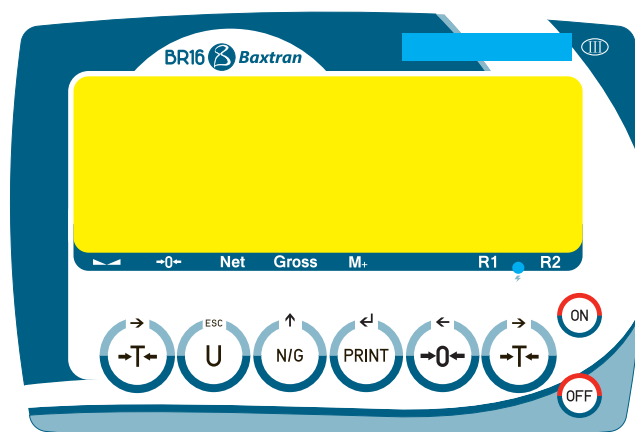 BR16 Baxtran III
→0← Net Gross M+ R1 R2
→ ESC ↑ ↵ ← →
→T← U N/G PRINT →0← →T←
ON
OFF